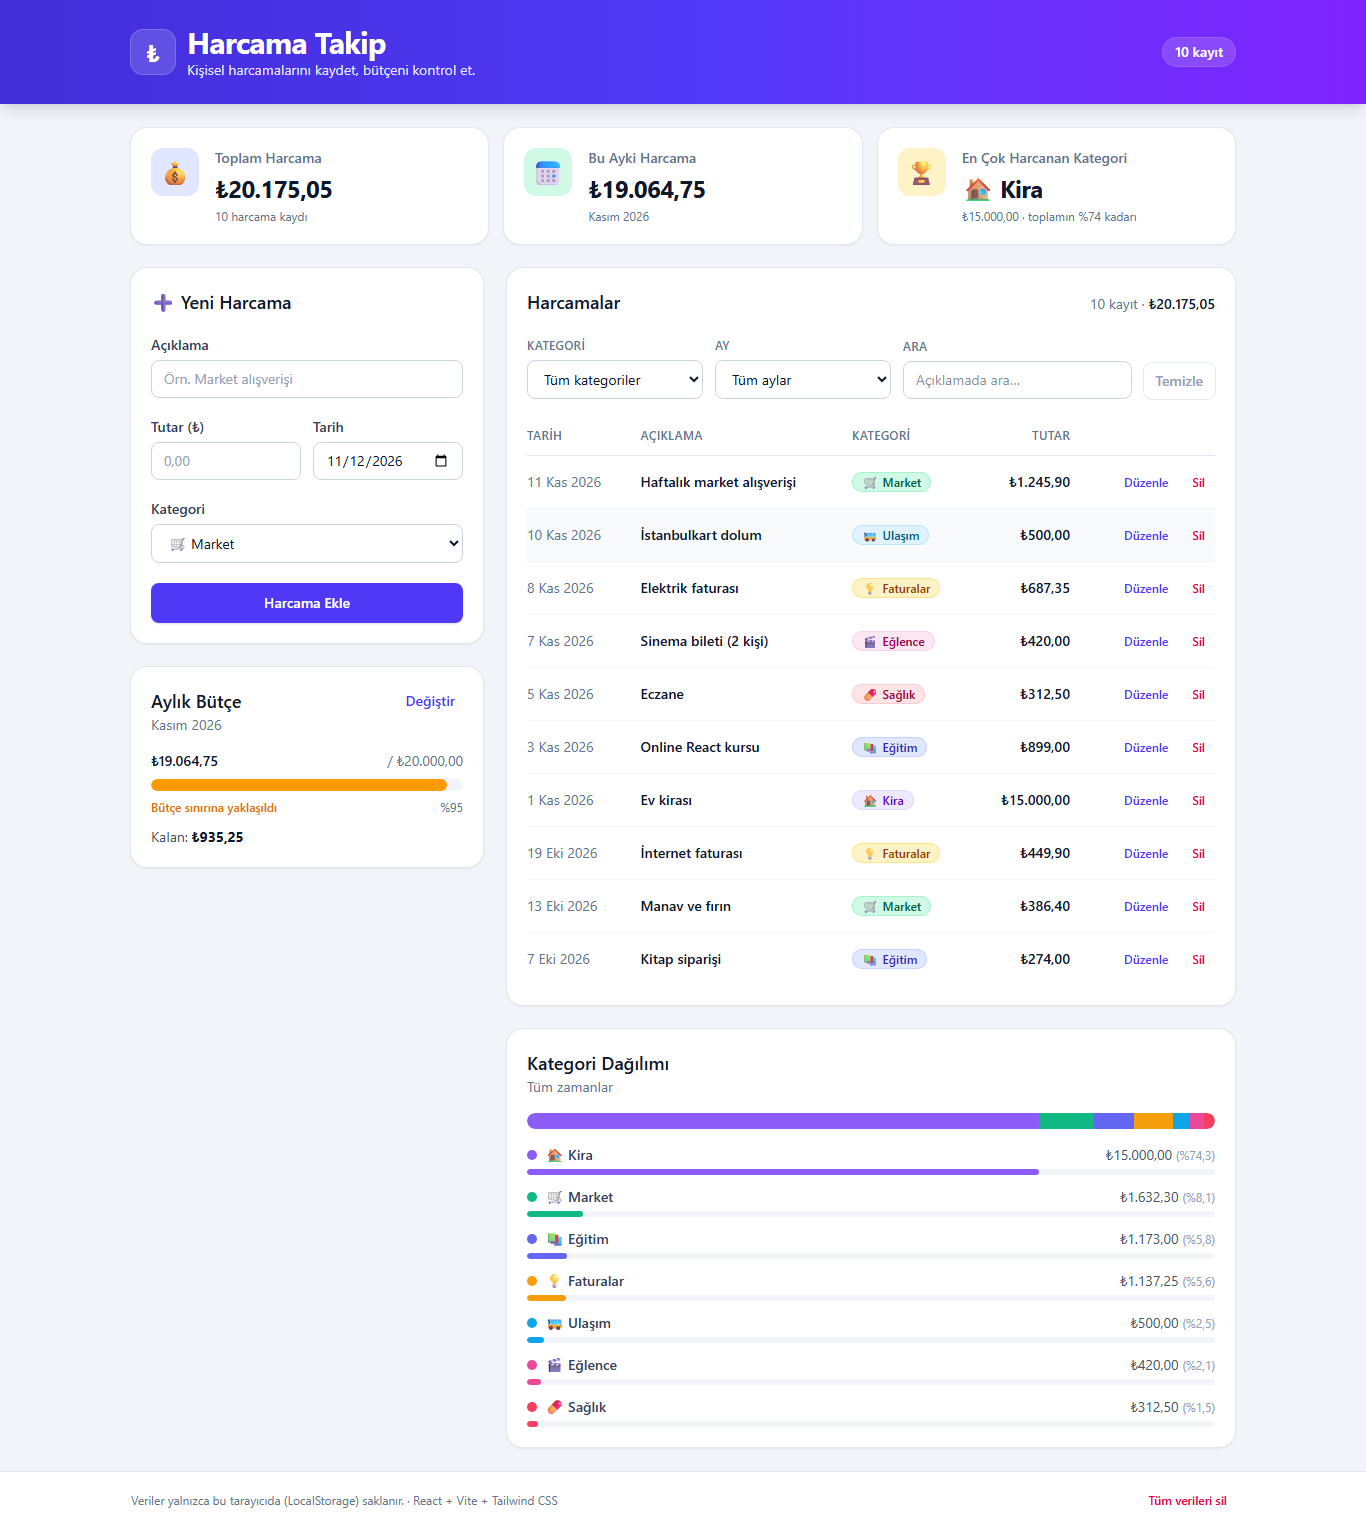 ₺
Harcama Takip
Kişisel harcamalarını kaydet, bütçeni kontrol et.
10 kayıt
Toplam Harcama
₺20.175,05
10 harcama kaydı
Bu Ayki Harcama
₺19.064,75
Kasım 2026
En Çok Harcanan Kategori
Kira
₺15.000,00 · toplamın %74 kadarı
Yeni Harcama
Açıklama
Örn. Market alışverişi
Tutar (₺) Tarih
0,00 11/12/2026
Kategori
Market
Harcama Ekle
Aylık Bütçe Değiştir
Kasım 2026
₺19.064,75 / ₺20.000,00
Bütçe sınırına yaklaşıldı %95
Kalan: ₺935,25
Harcamalar 10 kayıt · ₺20.175,05
KATEGORİ AY ARA
Tüm kategoriler Tüm aylar Açıklamada ara... Temizle
TARİH AÇIKLAMA KATEGORİ TUTAR
11 Kas 2026 Haftalık market alışverişi Market ₺1.245,90 Düzenle Sil
10 Kas 2026 İstanbulkart dolum Ulaşım ₺500,00 Düzenle Sil
8 Kas 2026 Elektrik faturası Faturalar ₺687,35 Düzenle Sil
7 Kas 2026 Sinema bileti (2 kişi) Eğlence ₺420,00 Düzenle Sil
5 Kas 2026 Eczane Sağlık ₺312,50 Düzenle Sil
3 Kas 2026 Online React kursu Eğitim ₺899,00 Düzenle Sil
1 Kas 2026 Ev kirası Kira ₺15.000,00 Düzenle Sil
19 Eki 2026 İnternet faturası Faturalar ₺449,90 Düzenle Sil
13 Eki 2026 Manav ve fırın Market ₺386,40 Düzenle Sil
7 Eki 2026 Kitap siparişi Eğitim ₺274,00 Düzenle Sil
Kategori Dağılımı
Tüm zamanlar
Kira ₺15.000,00 (%74,3)
Market ₺1.632,30 (%8,1)
Eğitim ₺1.173,00 (%5,8)
Faturalar ₺1.137,25 (%5,6)
Ulaşım ₺500,00 (%2,5)
Eğlence ₺420,00 (%2,1)
Sağlık ₺312,50 (%1,5)
Veriler yalnızca bu tarayıcıda (LocalStorage) saklanır. · React + Vite + Tailwind CSS Tüm verileri sil